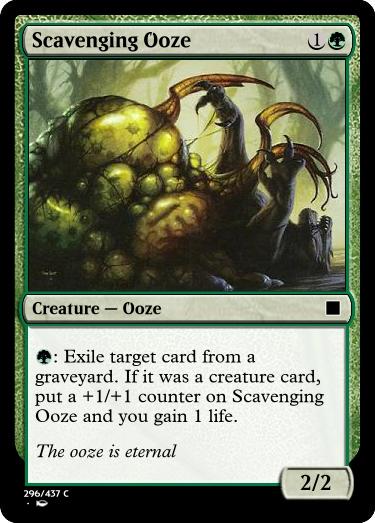 Scavenging Ooze 1
Creature — Ooze
: Exile target card from a
graveyard. If it was a creature card,
put a +1/+1 counter on Scavenging
Ooze and you gain 1 life.
The ooze is eternal
2/2
296/437 C